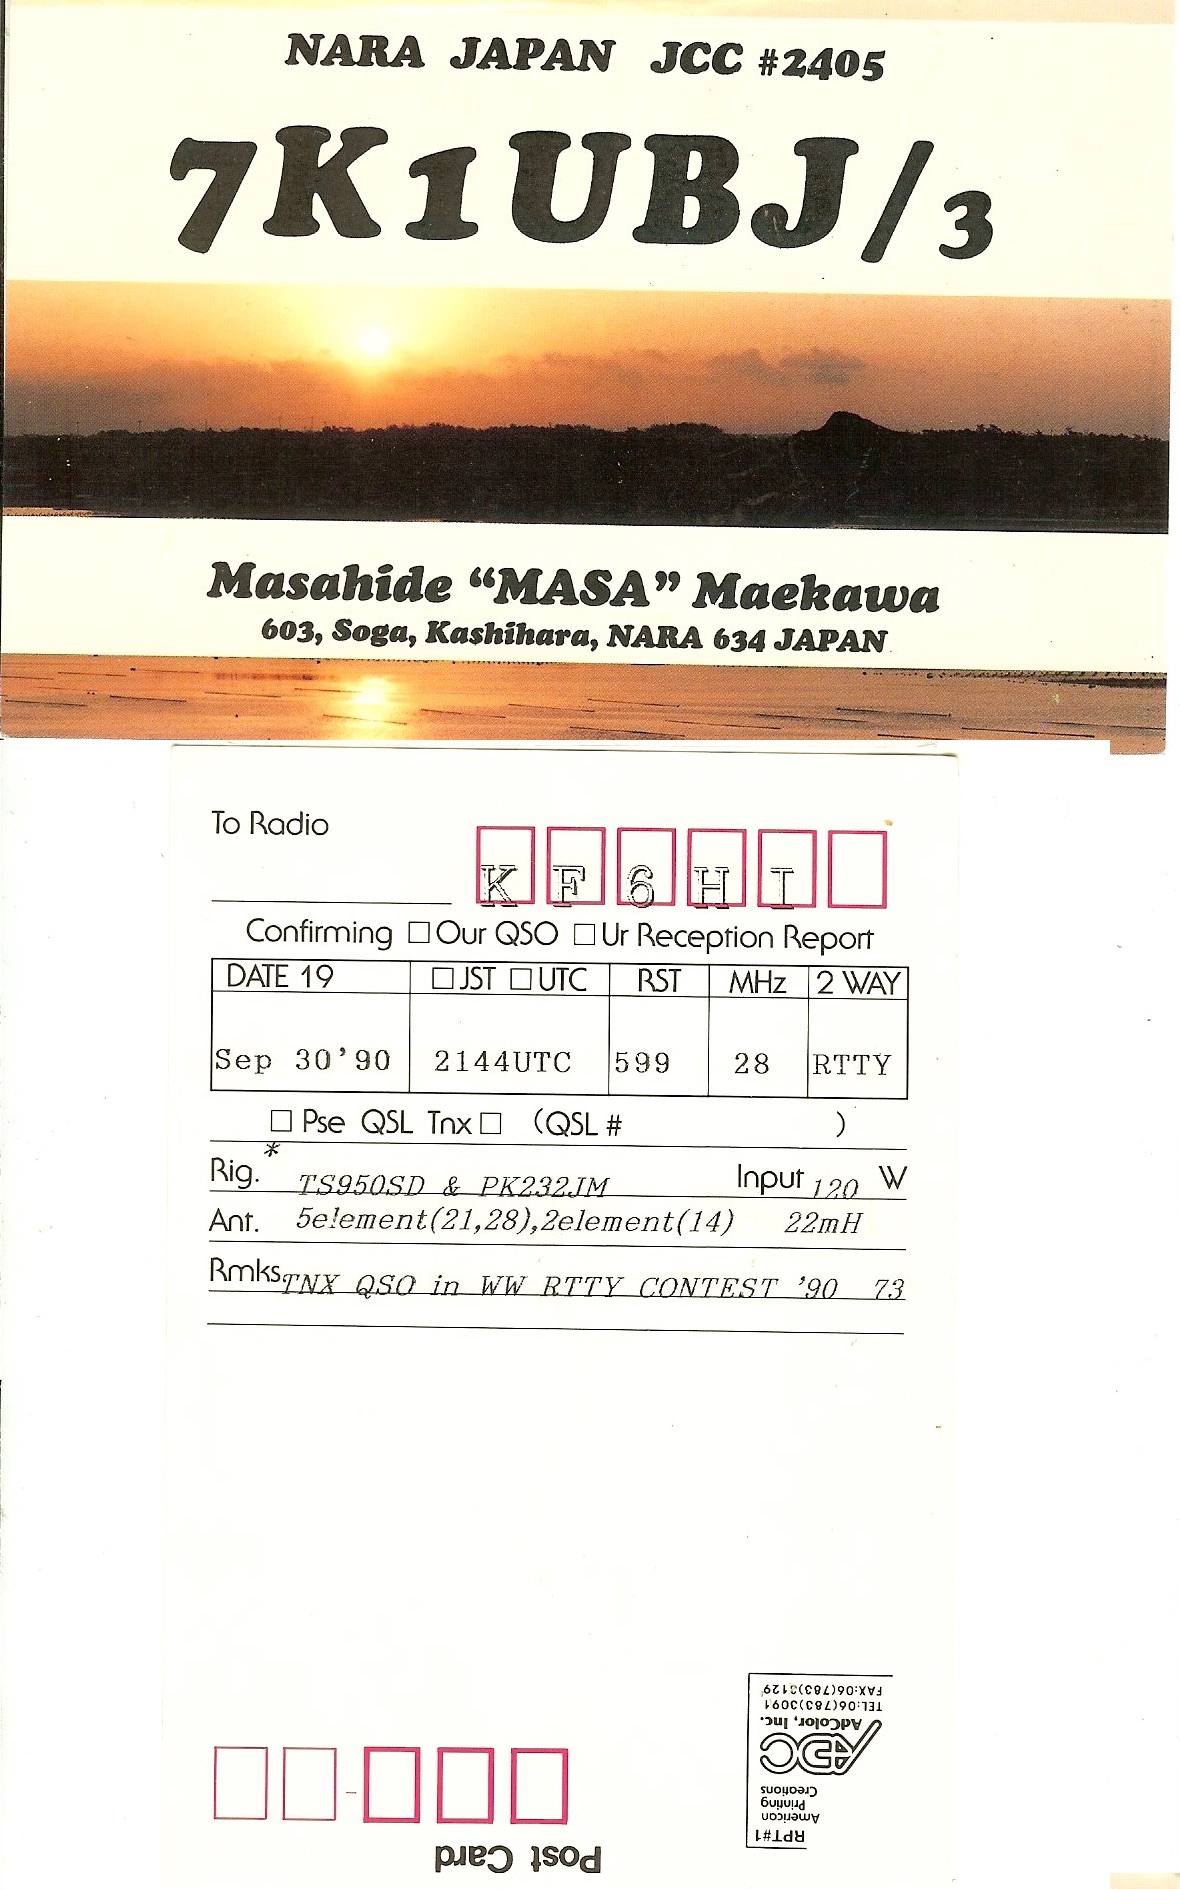 NARA JAPAN JCC #2405
7K1UBJ/3
Masahide “MASA” Maekawa
603, Soga, Kashihara, NARA 634 JAPAN
To Radio
K F 6 H I
Confirming □Our QSO □Ur Reception Report
DATE 19 □JST □UTC RST MHz 2 WAY
Sep 30'90 2144UTC 599 28 RTTY
□ Pse QSL Tnx □ (QSL # )
Rig.* TS950SD & PK232JM Input 120 W
Ant. 5element(21,28),2element(14) 22mH
Rmks TNX QSO in WW RTTY CONTEST '90 73
Post Card
RPT#1
American
Printing
Creations
ADC
AdColor, Inc.
TEL:06(783)3091
FAX:06(783)3129